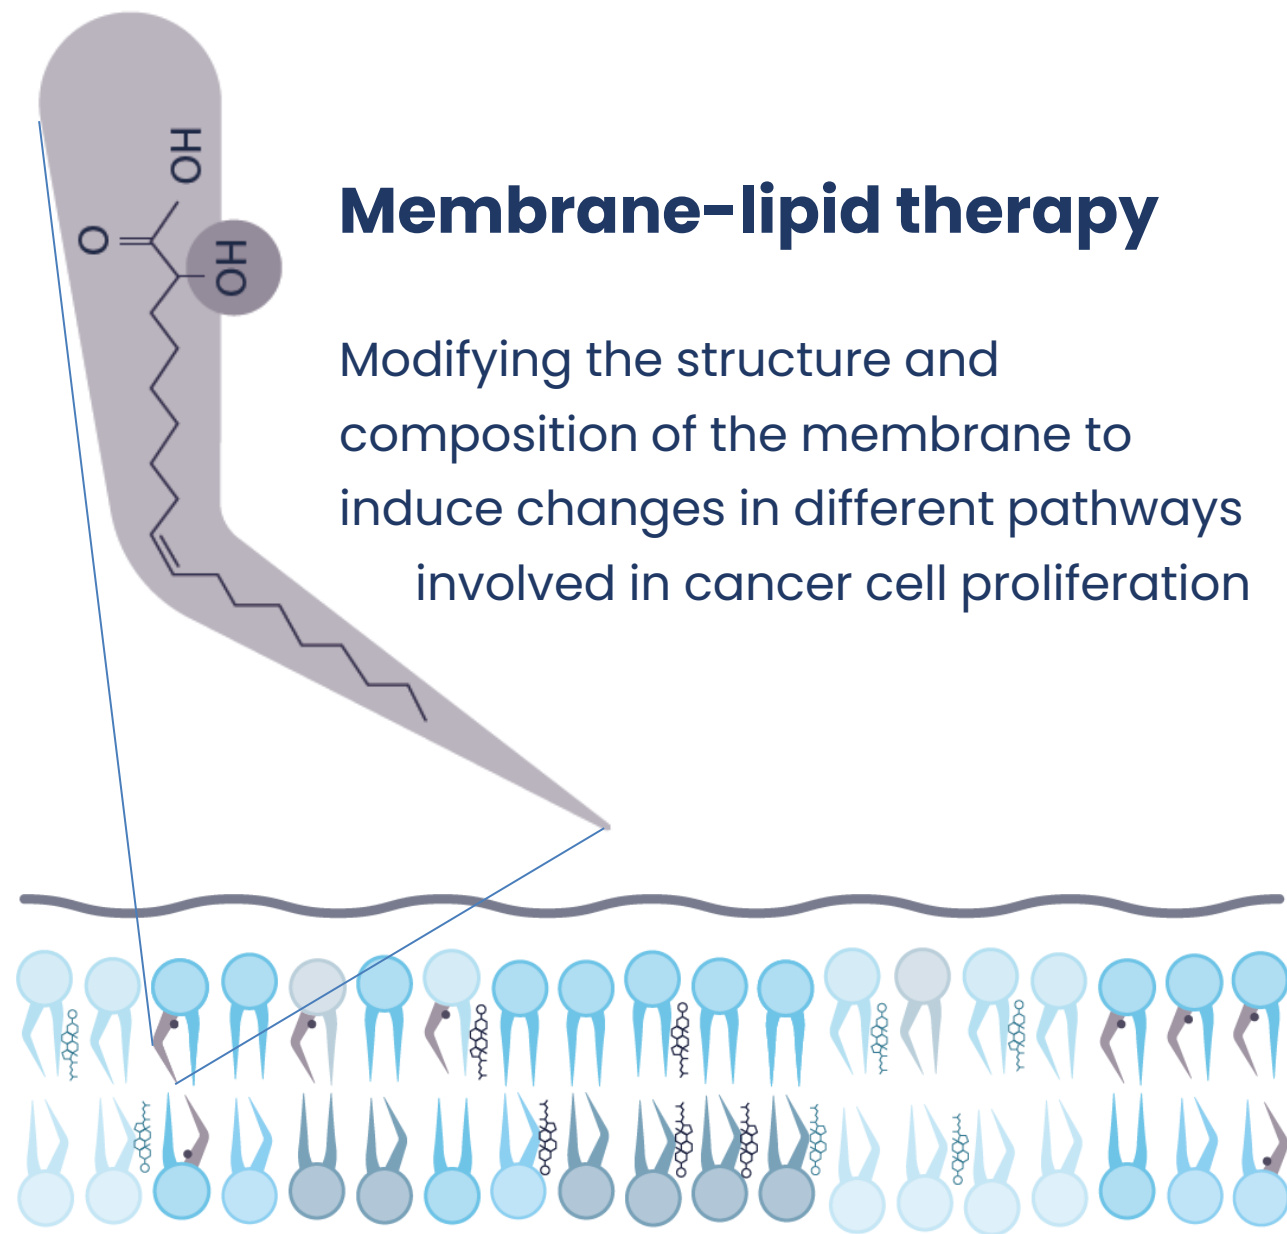 OH
O
OH
Membrane-lipid therapy
Modifying the structure and
composition of the membrane to
induce changes in different pathways
involved in cancer cell proliferation